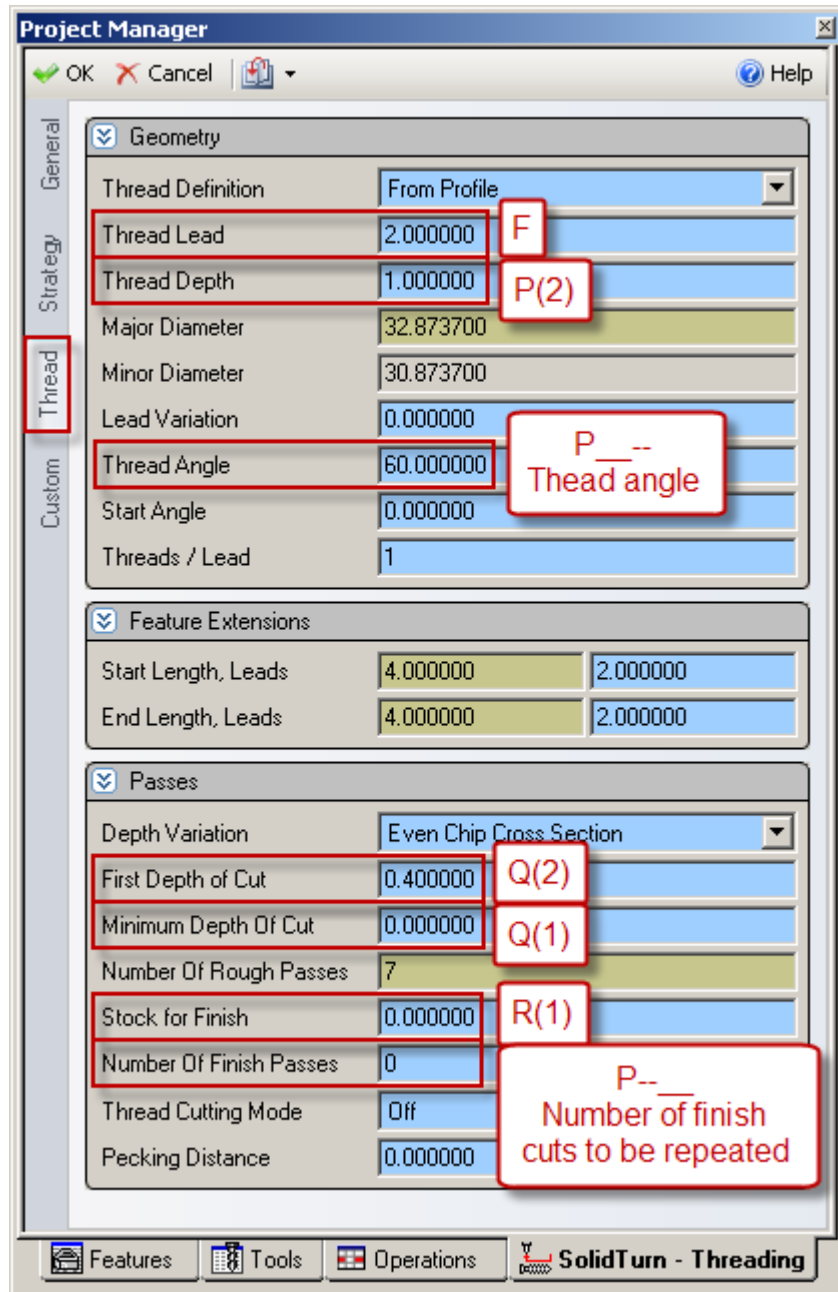 Project Manager
OK Cancel Help
General
Strategy
Thread
Custom
Geometry
Thread Definition From Profile
Thread Lead 2.000000 F
Thread Depth 1.000000 P(2)
Major Diameter 32.873700
Minor Diameter 30.873700
Lead Variation 0.000000
Thread Angle 60.000000
P__--
Thead angle
Start Angle 0.000000
Threads / Lead 1
Feature Extensions
Start Length, Leads 4.000000 2.000000
End Length, Leads 4.000000 2.000000
Passes
Depth Variation Even Chip Cross Section
First Depth of Cut 0.400000 Q(2)
Minimum Depth Of Cut 0.000000 Q(1)
Number Of Rough Passes 7
Stock for Finish 0.000000 R(1)
Number Of Finish Passes 0
P--__
Number of finish
cuts to be repeated
Thread Cutting Mode Off
Pecking Distance 0.000000
Features Tools Operations SolidTurn - Threading